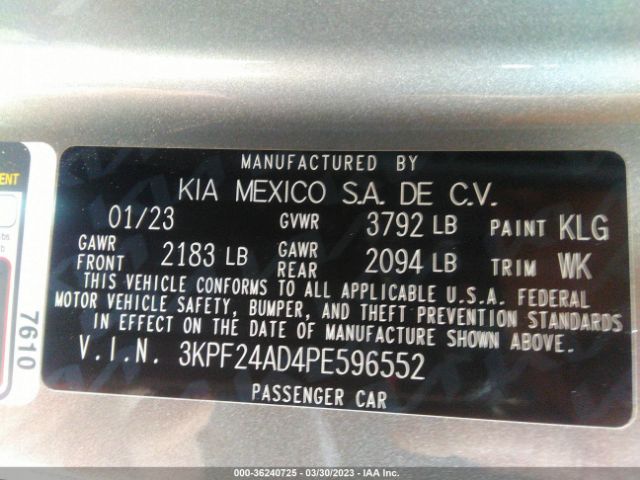 MANUFACTURED BY
KIA MEXICO S.A. DE C.V.
01/23 GVWR 3792 LB PAINT KLG
GAWR FRONT 2183 LB GAWR REAR 2094 LB TRIM WK
THIS VEHICLE CONFORMS TO ALL APPLICABLE U.S.A. FEDERAL
MOTOR VEHICLE SAFETY, BUMPER, AND THEFT PREVENTION STANDARDS
IN EFFECT ON THE DATE OF MANUFACTURE SHOWN ABOVE.
V.I.N. 3KPF24AD4PE596552
PASSENGER CAR
7610
000-36240725 - 03/30/2023 - IAA Inc.